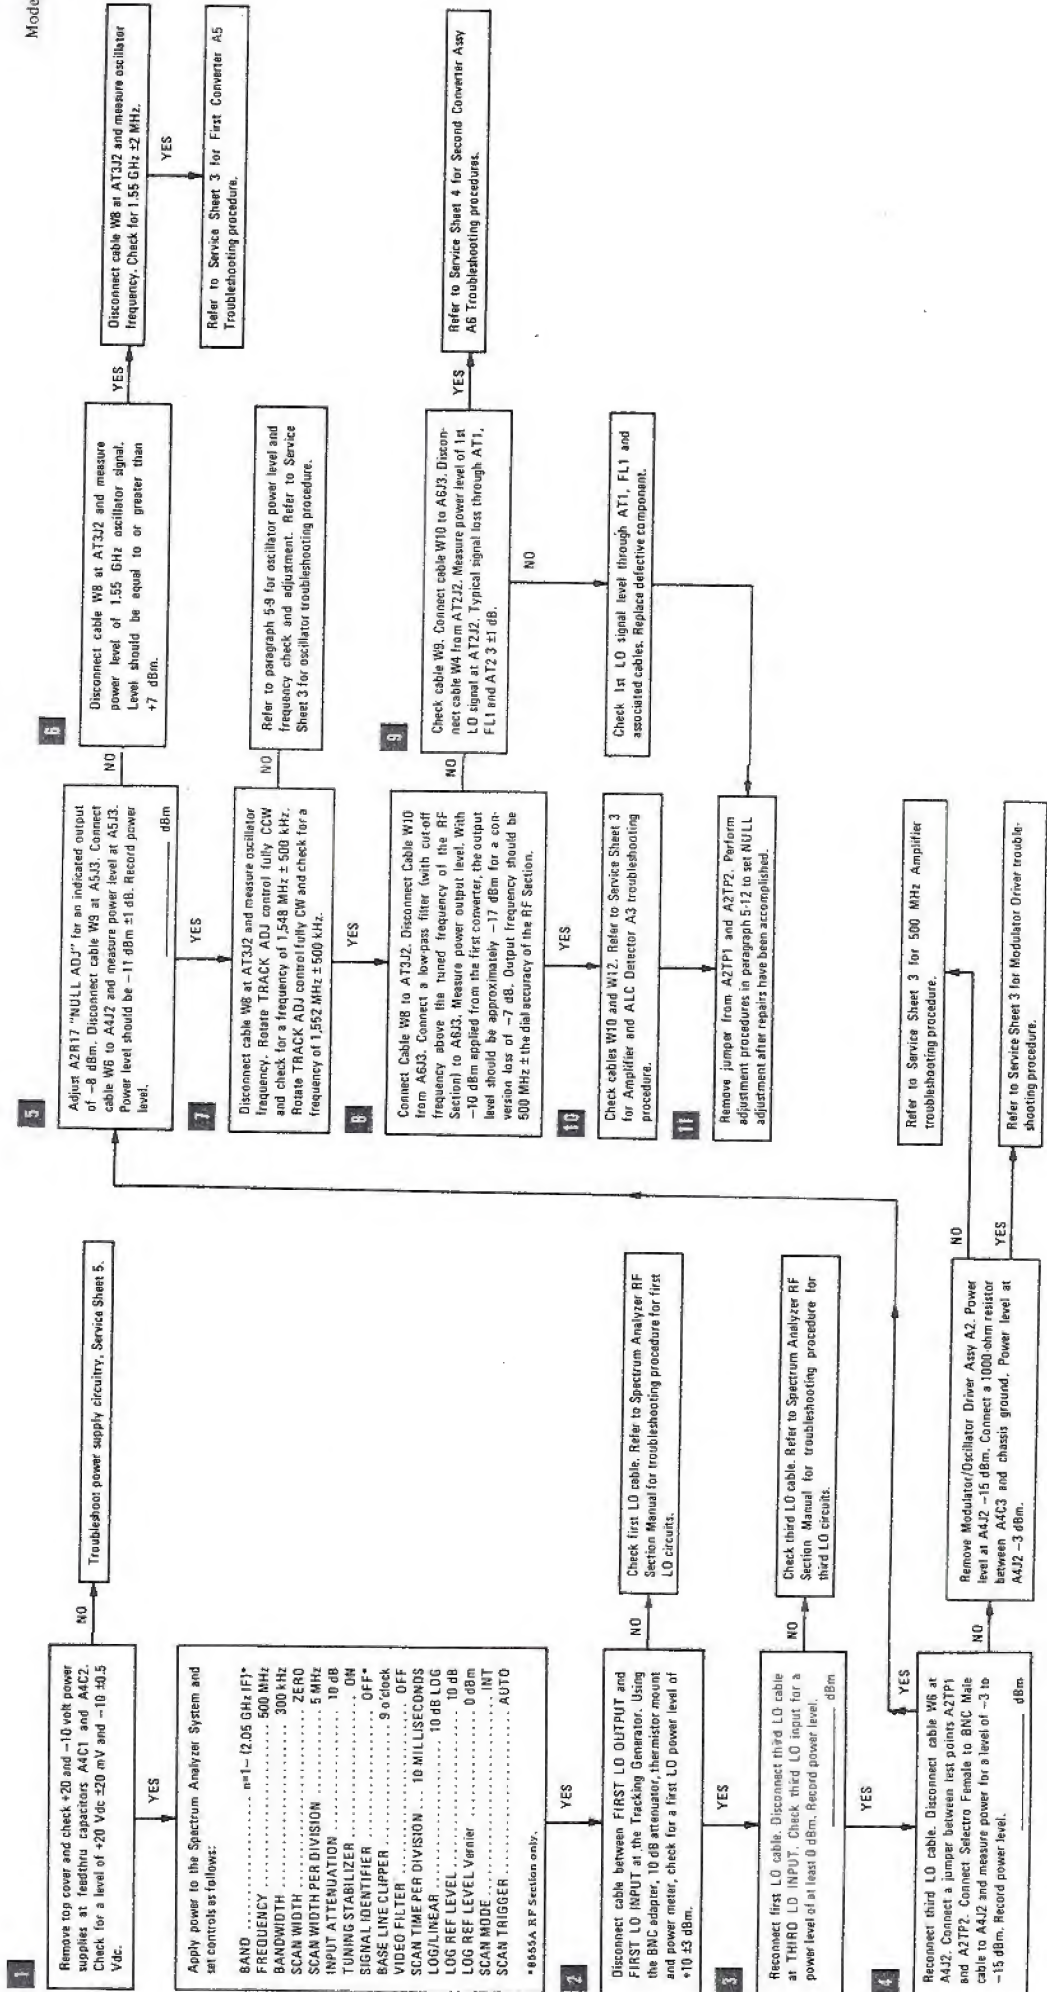 Mode
1
Remove top cover and check +20 and −10 volt power
supplies at feedthru capacitors A4C1 and A4C2.
Check for a level of +20 Vdc ±20 mV and −10 ±0.5
Vdc.
NO
Troubleshoot power supply circuitry, Service Sheet 5.
YES
Apply power to the Spectrum Analyzer System and
set controls as follows:
BAND .................... n=1− (2.05 GHz IF)*
FREQUENCY .................... 500 MHz
BANDWIDTH .................... 300 kHz
SCAN WIDTH .................... ZERO
SCAN WIDTH PER DIVISION .......... 5 MHz
INPUT ATTENUATION .............. 10 dB
TUNING STABILIZER ................ ON
SIGNAL IDENTIFIER ................ OFF*
BASE LINE CLIPPER ............ 9 o'clock
VIDEO FILTER .................... OFF
SCAN TIME PER DIVISION ... 10 MILLISECONDS
LOG/LINEAR .................... 10 dB LOG
LOG REF LEVEL .................. 10 dB
LOG REF LEVEL Vernier ............ 0 dBm
SCAN MODE ...................... INT
SCAN TRIGGER .................. AUTO
*8555A RF Section only.
YES
2
Disconnect cable between FIRST LO OUTPUT and
FIRST LO INPUT at the Tracking Generator. Using
the BNC adapter, 10 dB attenuator, thermistor mount
and power meter, check for a first LO power level of
+10 ±3 dBm.
NO
Check first LO cable. Refer to Spectrum Analyzer RF
Section Manual for troubleshooting procedure for first
LO circuits.
YES
3
Reconnect first LO cable. Disconnect third LO cable
at THIRD LO INPUT. Check third LO input for a
power level of at least 0 dBm. Record power level.
dBm
NO
Check third LO cable. Refer to Spectrum Analyzer RF
Section Manual for troubleshooting procedure for
third LO circuits.
YES
4
Reconnect third LO cable. Disconnect cable W6 at
A4J2. Connect a jumper between test points A2TP1
and A2TP2. Connect Selectro Female to BNC Male
cable to A4J2 and measure power for a level of −3 to
−15 dBm. Record power level.
dBm
NO
YES
Remove Modulator/Oscillator Driver Assy A2. Power
level at A4J2 −15 dBm. Connect a 1000-ohm resistor
between A4C3 and chassis ground. Power level at
A4J2 −3 dBm.
NO
Refer to Service Sheet 3 for 500 MHz Amplifier
troubleshooting procedure.
YES
Refer to Service Sheet 3 for Modulator Driver trouble-
shooting procedure.
5
Adjust A2R17 "NULL ADJ" for an indicated output
of −8 dBm. Disconnect cable W9 at A5J3. Connect
cable W6 to A4J2 and measure power level at A5J3.
Power level should be −11 dBm ±1 dB. Record power
level.
dBm
NO
6
Disconnect cable W8 at AT3J2 and measure
power level of 1.55 GHz oscillator signal.
Level should be equal to or greater than
+7 dBm.
YES
Disconnect cable W8 at AT3J2 and measure oscillator
frequency. Check for 1.55 GHz ±2 MHz.
YES
Refer to Service Sheet 3 for First Converter A5
Troubleshooting procedure.
YES
7
Disconnect cable W8 at AT3J2 and measure oscillator
frequency. Rotate TRACK ADJ control fully CCW
and check for a frequency of 1,548 MHz ± 500 kHz.
Rotate TRACK ADJ control fully CW and check for a
frequency of 1,552 MHz ± 500 kHz.
NO
Refer to paragraph 5-9 for oscillator power level and
frequency check and adjustment. Refer to Service
Sheet 3 for oscillator troubleshooting procedure.
YES
8
Connect Cable W8 to AT3J2. Disconnect Cable W10
from A6J3. Connect a low-pass filter (with cut-off
frequency above the tuned frequency of the RF
Section) to A6J3. Measure power output level. With
−10 dBm applied from the first converter, the output
level should be approximately −17 dBm for a con-
version loss of −7 dB. Output frequency should be
500 MHz ± the dial accuracy of the RF Section.
NO
9
Check cable W9. Connect cable W10 to A6J3. Discon-
nect cable W4 from AT2J2. Measure power level of 1st
LO signal at AT2J2. Typical signal loss through AT1,
FL1 and AT2 3 ±1 dB.
YES
Refer to Service Sheet 4 for Second Converter Assy
A6 Troubleshooting procedures.
NO
Check 1st LO signal level through AT1, FL1 and
associated cables. Replace defective component.
YES
10
Check cables W10 and W12. Refer to Service Sheet 3
for Amplifier and ALC Detector A3 troubleshooting
procedure.
YES
11
Remove jumper from A2TP1 and A2TP2. Perform
adjustment procedures in paragraph 5-12 to set NULL
adjustment after repairs have been accomplished.